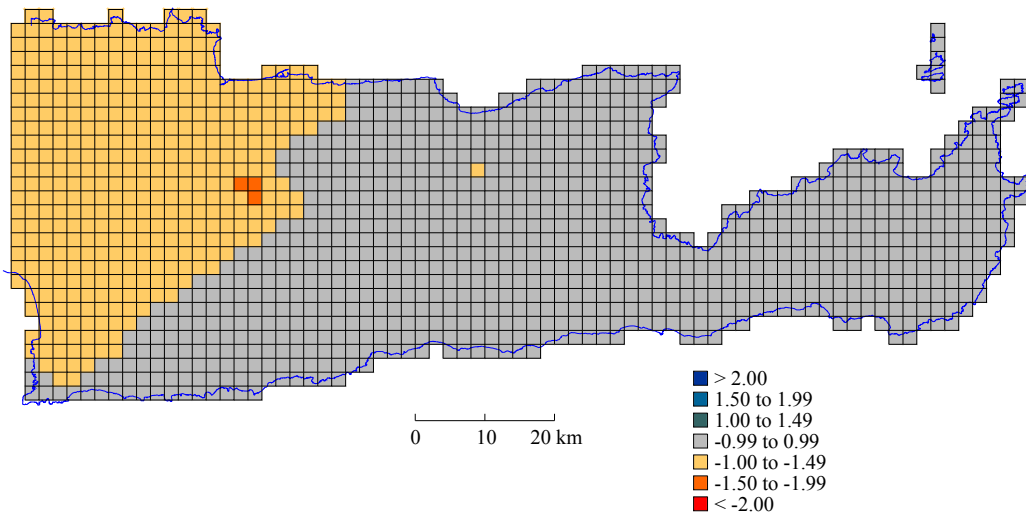 > 2.00
1.50 to 1.99
1.00 to 1.49
-0.99 to 0.99
-1.00 to -1.49
-1.50 to -1.99
< -2.00
0 10 20 km